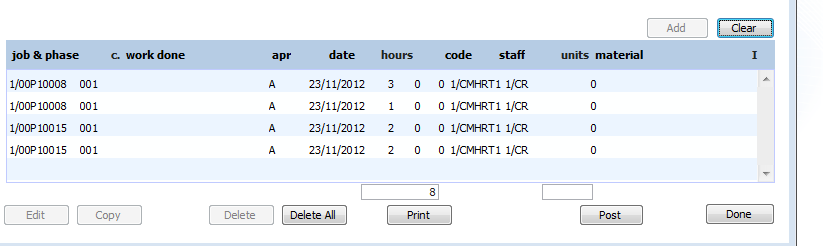 Add Clear
job & phase c. work done apr date hours code staff units material I
1/00P10008 001 A 23/11/2012 3 0 0 1/CMHRT1 1/CR 0
1/00P10008 001 A 23/11/2012 1 0 0 1/CMHRT1 1/CR 0
1/00P10015 001 A 23/11/2012 2 0 0 1/CMHRT1 1/CR 0
1/00P10015 001 A 23/11/2012 2 0 0 1/CMHRT1 1/CR 0
8
Edit Copy Delete Delete All Print Post Done